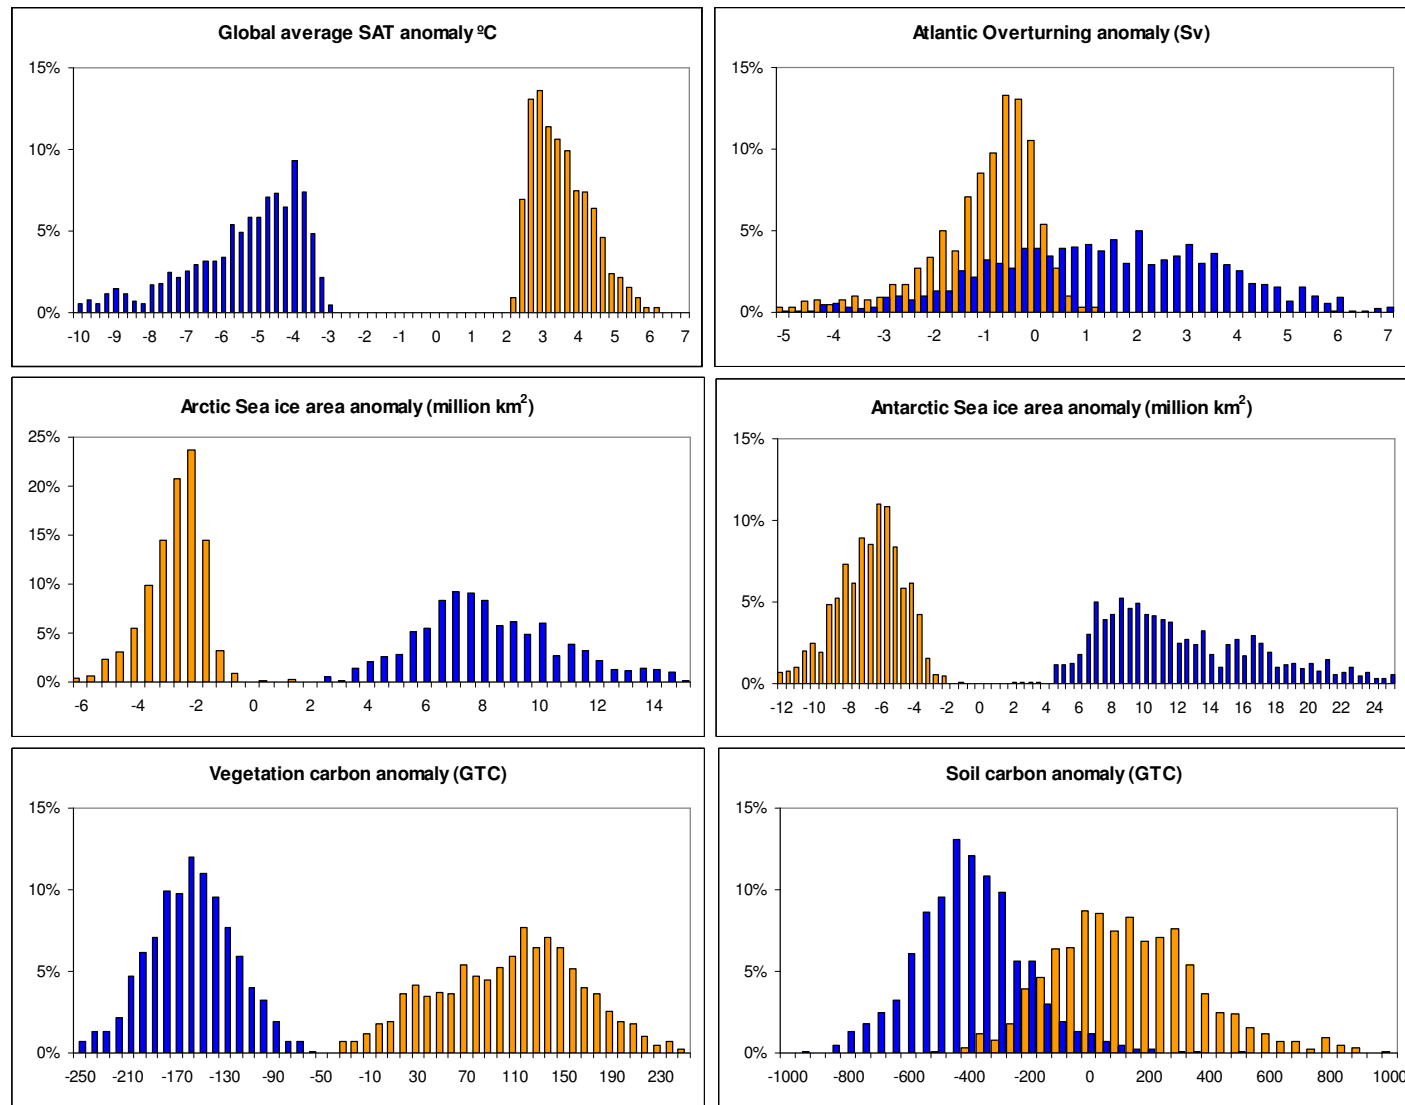 Global average SAT anomaly ºC
15%
10%
5%
0%
-10 -9 -8 -7 -6 -5 -4 -3 -2 -1 0 1 2 3 4 5 6 7
Atlantic Overturning anomaly (Sv)
15%
10%
5%
0%
-5 -4 -3 -2 -1 0 1 2 3 4 5 6 7
Arctic Sea ice area anomaly (million km²)
25%
20%
15%
10%
5%
0%
-6 -4 -2 0 2 4 6 8 10 12 14
Antarctic Sea ice area anomaly (million km²)
15%
10%
5%
0%
-12 -10 -8 -6 -4 -2 0 2 4 6 8 10 12 14 16 18 20 22 24
Vegetation carbon anomaly (GTC)
15%
10%
5%
0%
-250 -210 -170 -130 -90 -50 -10 30 70 110 150 190 230
Soil carbon anomaly (GTC)
15%
10%
5%
0%
-1000 -800 -600 -400 -200 0 200 400 600 800 1000